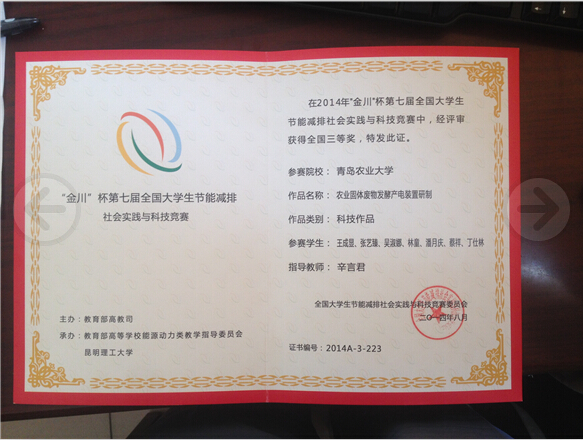 “金川”杯第七届全国大学生节能减排
社会实践与科技竞赛
主办：教育部高教司
承办：教育部高等学校能源动力类教学指导委员会
昆明理工大学
在2014年“金川”杯第七届全国大学生
节能减排社会实践与科技竞赛中，经评审
获得全国三等奖，特发此证。
参赛院校： 青岛农业大学
作品名称： 农业固体废物发酵产电装置研制
作品类别： 科技作品
参赛学生： 王成显、张艺臻、吴淑娜、林童、潘月庆、蔡祥、丁仕林
指导教师： 辛言君
全国大学生节能减排社会实践与科技竞赛委员会
二〇一四年八月
证书编号：2014A-3-223